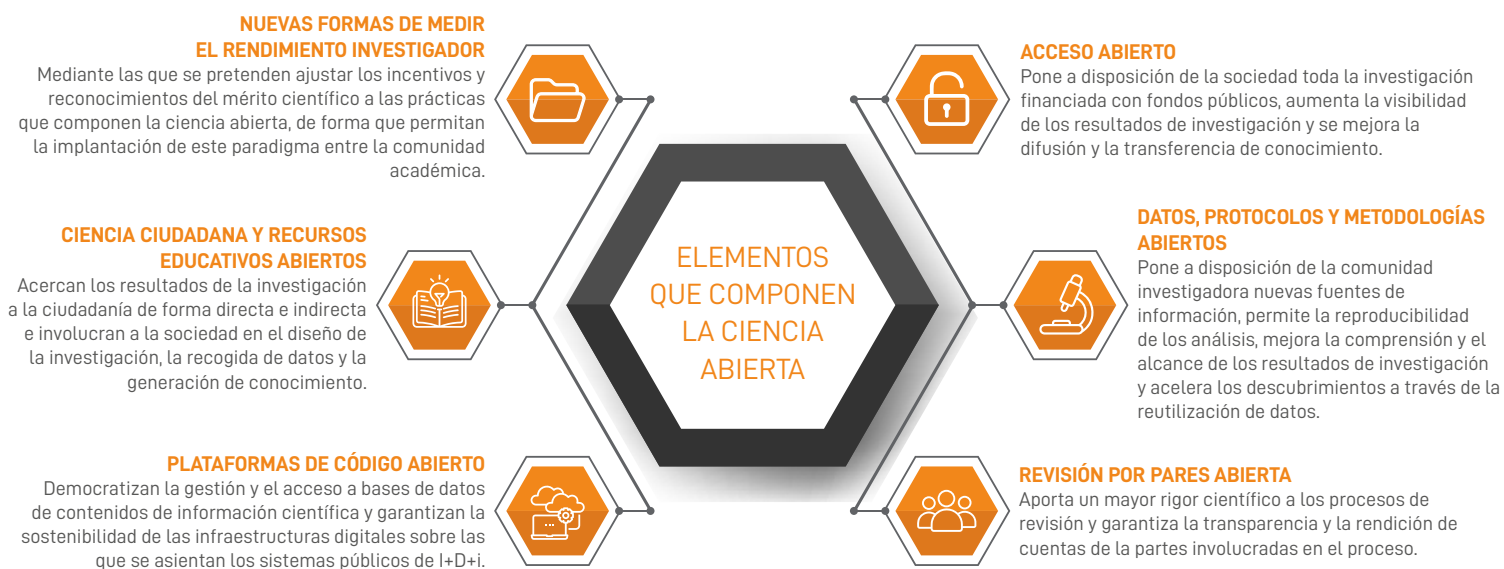 NUEVAS FORMAS DE MEDIR
EL RENDIMIENTO INVESTIGADOR
Mediante las que se pretenden ajustar los incentivos y
reconocimientos del mérito científico a las prácticas
que componen la ciencia abierta, de forma que permitan
la implantación de este paradigma entre la comunidad
académica.
CIENCIA CIUDADANA Y RECURSOS
EDUCATIVOS ABIERTOS
Acercan los resultados de la investigación
a la ciudadanía de forma directa e indirecta
e involucran a la sociedad en el diseño de
la investigación, la recogida de datos y la
generación de conocimiento.
PLATAFORMAS DE CÓDIGO ABIERTO
Democratizan la gestión y el acceso a bases de datos
de contenidos de información científica y garantizan la
sostenibilidad de las infraestructuras digitales sobre las
que se asientan los sistemas públicos de I+D+i.
ELEMENTOS
QUE COMPONEN
LA CIENCIA
ABIERTA
ACCESO ABIERTO
Pone a disposición de la sociedad toda la investigación
financiada con fondos públicos, aumenta la visibilidad
de los resultados de investigación y se mejora la
difusión y la transferencia de conocimiento.
DATOS, PROTOCOLOS Y METODOLOGÍAS
ABIERTOS
Pone a disposición de la comunidad
investigadora nuevas fuentes de
información, permite la reproducibilidad
de los análisis, mejora la comprensión y el
alcance de los resultados de investigación
y acelera los descubrimientos a través de la
reutilización de datos.
REVISIÓN POR PARES ABIERTA
Aporta un mayor rigor científico a los procesos de
revisión y garantiza la transparencia y la rendición de
cuentas de la partes involucradas en el proceso.